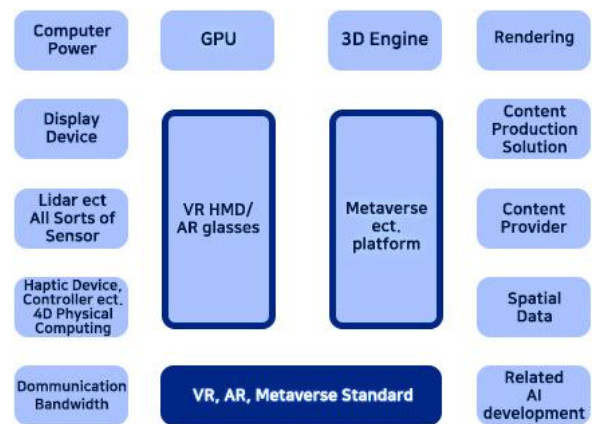 Computer
Power
GPU
3D Engine
Rendering
Display
Device
Content
Production
Solution
Lidar ect
All Sorts of
Sensor
VR HMD/
AR glasses
Metaverse
ect.
platform
Content
Provider
Haptic Device,
Controller ect.
4D Physical
Computing
Spatial
Data
Dommunication
Bandwidth
VR, AR, Metaverse Standard
Related
AI
development